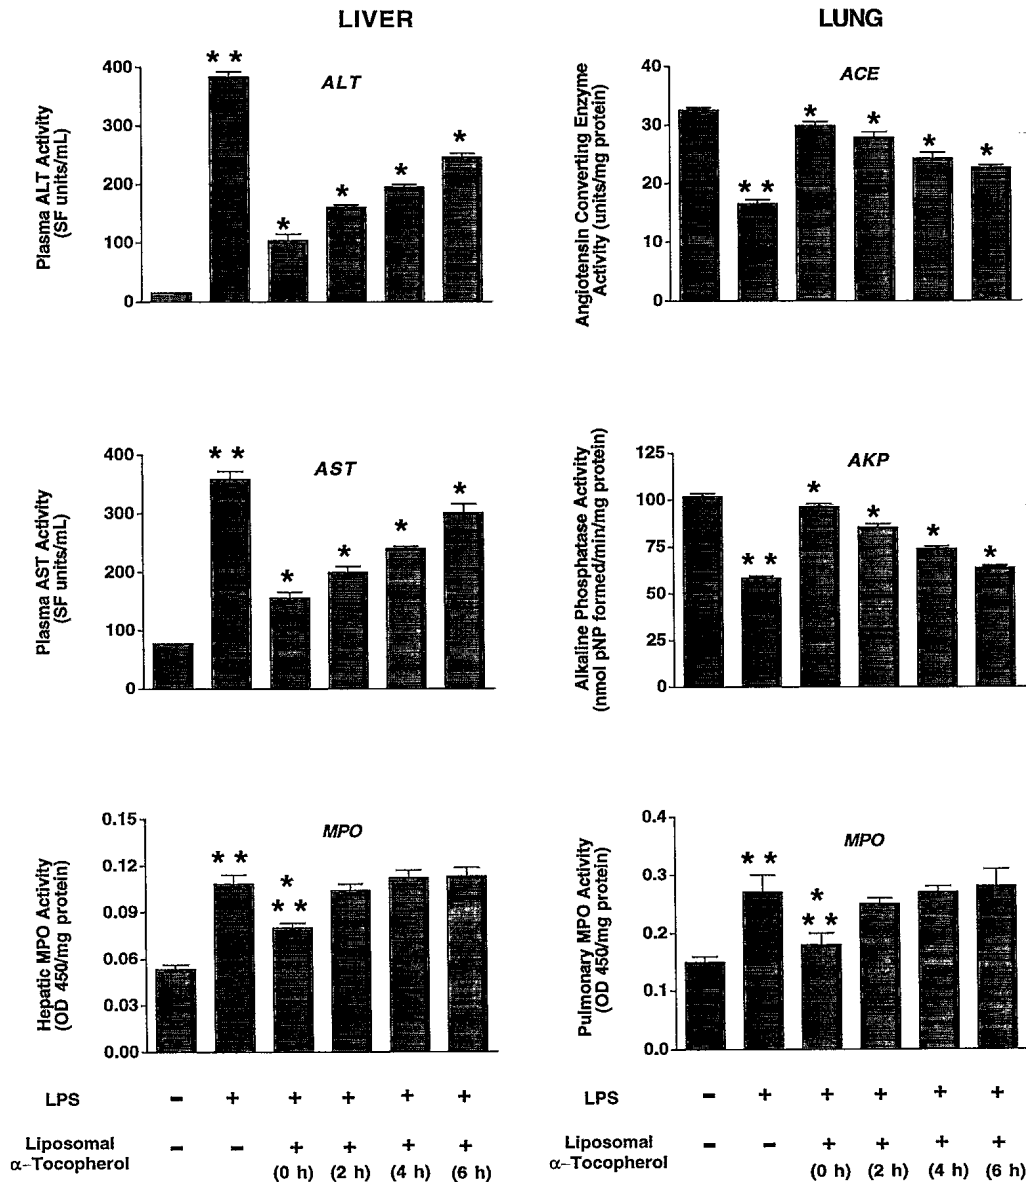 LIVER
LUNG
Plasma ALT Activity
(SF units/mL)
400
300
200
100
0
ALT
* *
*
*
*
*
Angiotensin Converting Enzyme
Activity (units/mg protein)
40
30
20
10
0
ACE
* *
*
*
*
*
Plasma AST Activity
(SF units/mL)
400
300
200
100
0
AST
* *
*
*
*
*
Alkaline Phosphatase Activity
(nmol pNP formed/min/mg protein)
125
100
75
50
25
0
AKP
* *
*
*
*
*
Hepatic MPO Activity
(OD 450/mg protein)
0.15
0.12
0.09
0.06
0.03
0.00
MPO
* *
*
* *
Pulmonary MPO Activity
(OD 450/mg protein)
0.4
0.3
0.2
0.1
0.0
MPO
* *
*
* *
LPS - + + + + +
Liposomal
α-Tocopherol - - + + + +
(0 h) (2 h) (4 h) (6 h)
LPS - + + + + +
Liposomal
α-Tocopherol - - + + + +
(0 h) (2 h) (4 h) (6 h)